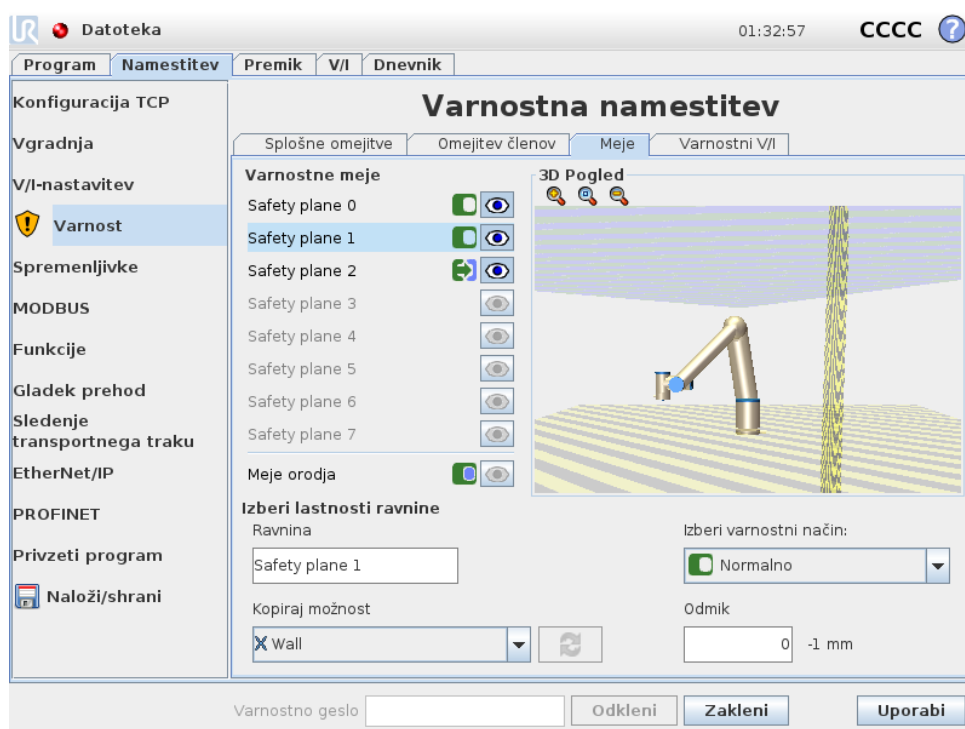 UR Datoteka 01:32:57 CCCC ?
Program Namestitev Premik V/I Dnevnik
Konfiguracija TCP
Vgradnja
V/I-nastavitev
Varnost
Spremenljivke
MODBUS
Funkcije
Gladek prehod
Sledenje
transportnega traku
EtherNet/IP
PROFINET
Privzeti program
Naloži/shrani
Varnostna namestitev
Splošne omejitve Omejitev členov Meje Varnostni V/I
Varnostne meje
Safety plane 0
Safety plane 1
Safety plane 2
Safety plane 3
Safety plane 4
Safety plane 5
Safety plane 6
Safety plane 7
Meje orodja
3D Pogled
Izberi lastnosti ravnine
Ravnina
Safety plane 1
Kopiraj možnost
Wall
Izberi varnostni način:
Normalno
Odmik
0 -1 mm
Varnostno geslo Odkleni Zakleni Uporabi